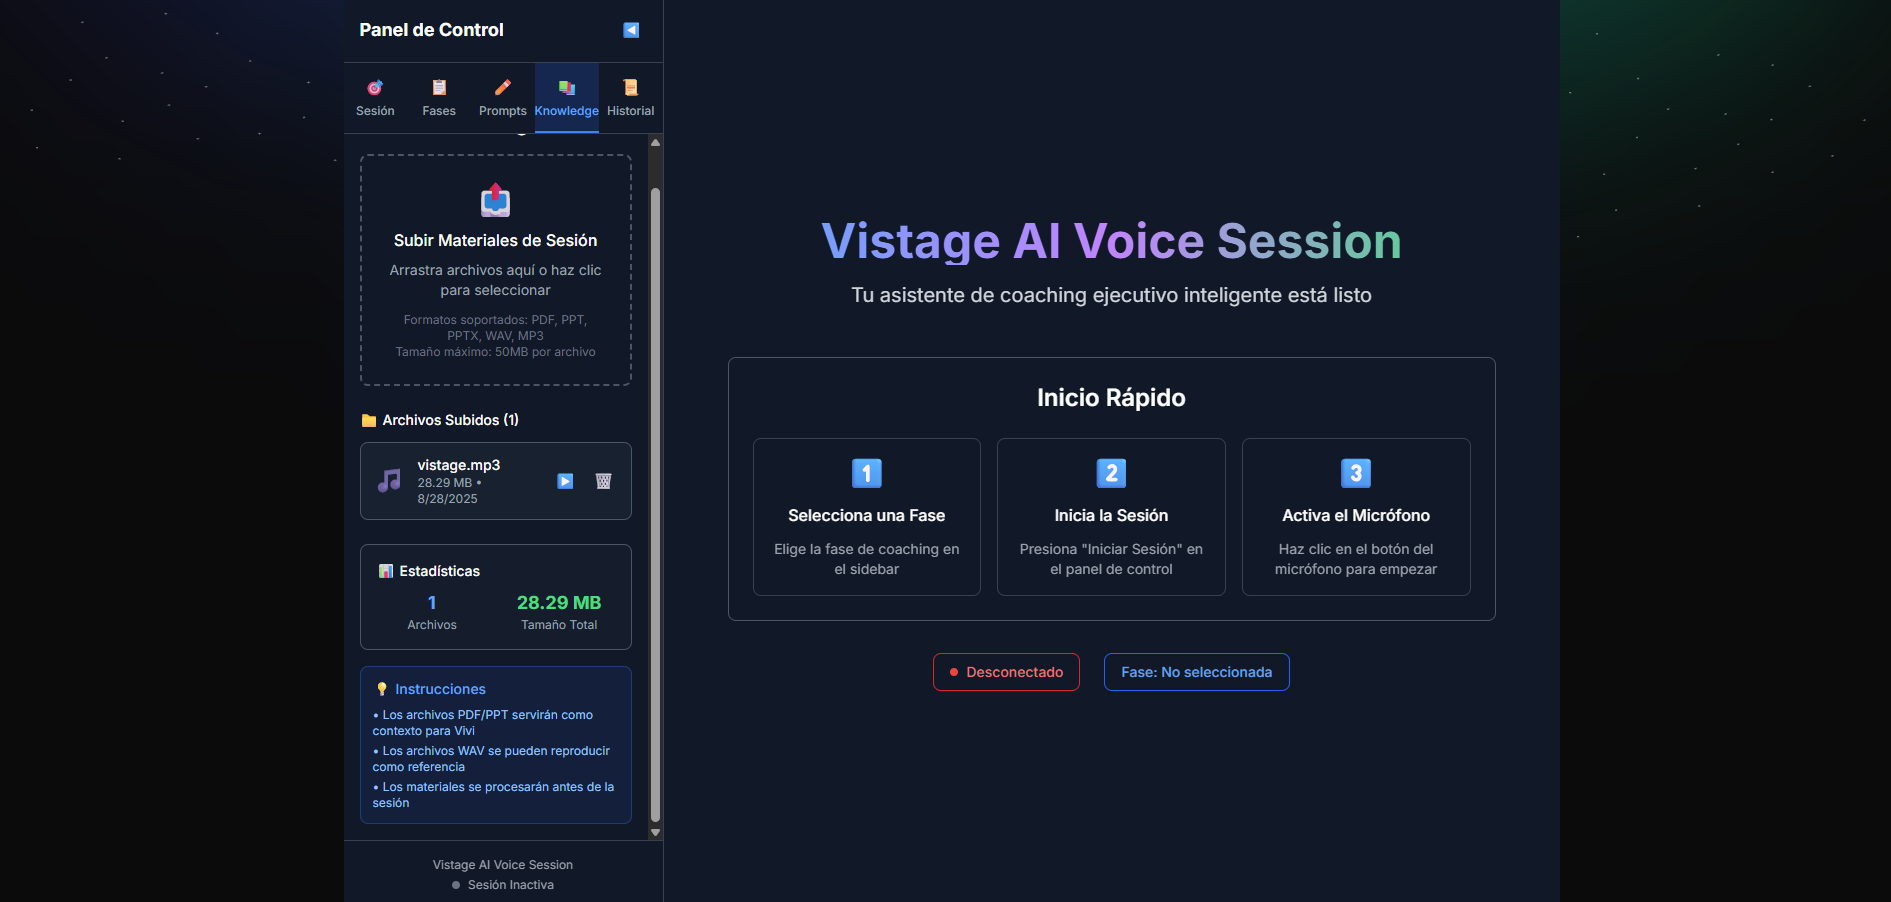 Panel de Control
Sesión
Fases
Prompts
Knowledge
Historial
Subir Materiales de Sesión
Arrastra archivos aquí o haz clic
para seleccionar
Formatos soportados: PDF, PPT,
PPTX, WAV, MP3
Tamaño máximo: 50MB por archivo
Archivos Subidos (1)
vistage.mp3
28.29 MB •
8/28/2025
Estadísticas
1
Archivos
28.29 MB
Tamaño Total
Instrucciones
• Los archivos PDF/PPT servirán como
contexto para Vivi
• Los archivos WAV se pueden reproducir
como referencia
• Los materiales se procesarán antes de la
sesión
Vistage AI Voice Session
Sesión Inactiva
Vistage AI Voice Session
Tu asistente de coaching ejecutivo inteligente está listo
Inicio Rápido
1
Selecciona una Fase
Elige la fase de coaching en
el sidebar
2
Inicia la Sesión
Presiona "Iniciar Sesión" en
el panel de control
3
Activa el Micrófono
Haz clic en el botón del
micrófono para empezar
Desconectado
Fase: No seleccionada